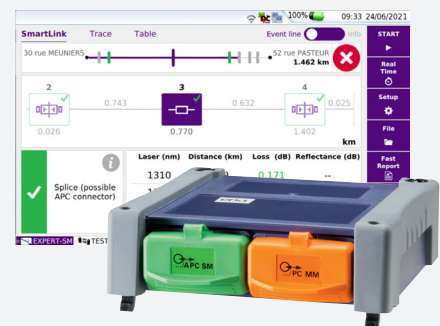 100%
09:33 24/06/2021
SmartLink Trace Table Event line info START
30 rue MEUNIERS 52 rue PASTEUR
1.462 km
Real
Time
2 3 4
0.743 0.632 0.025
Setup
0.026 0.770 1.402
km
File
Laser (nm) Distance (km) Loss (dB) Reflectance (dB)
Fast
Report
1310 0.171 --
Splice (possible
APC connector)
EXPERT-SM TEST
APC SM
PC MM